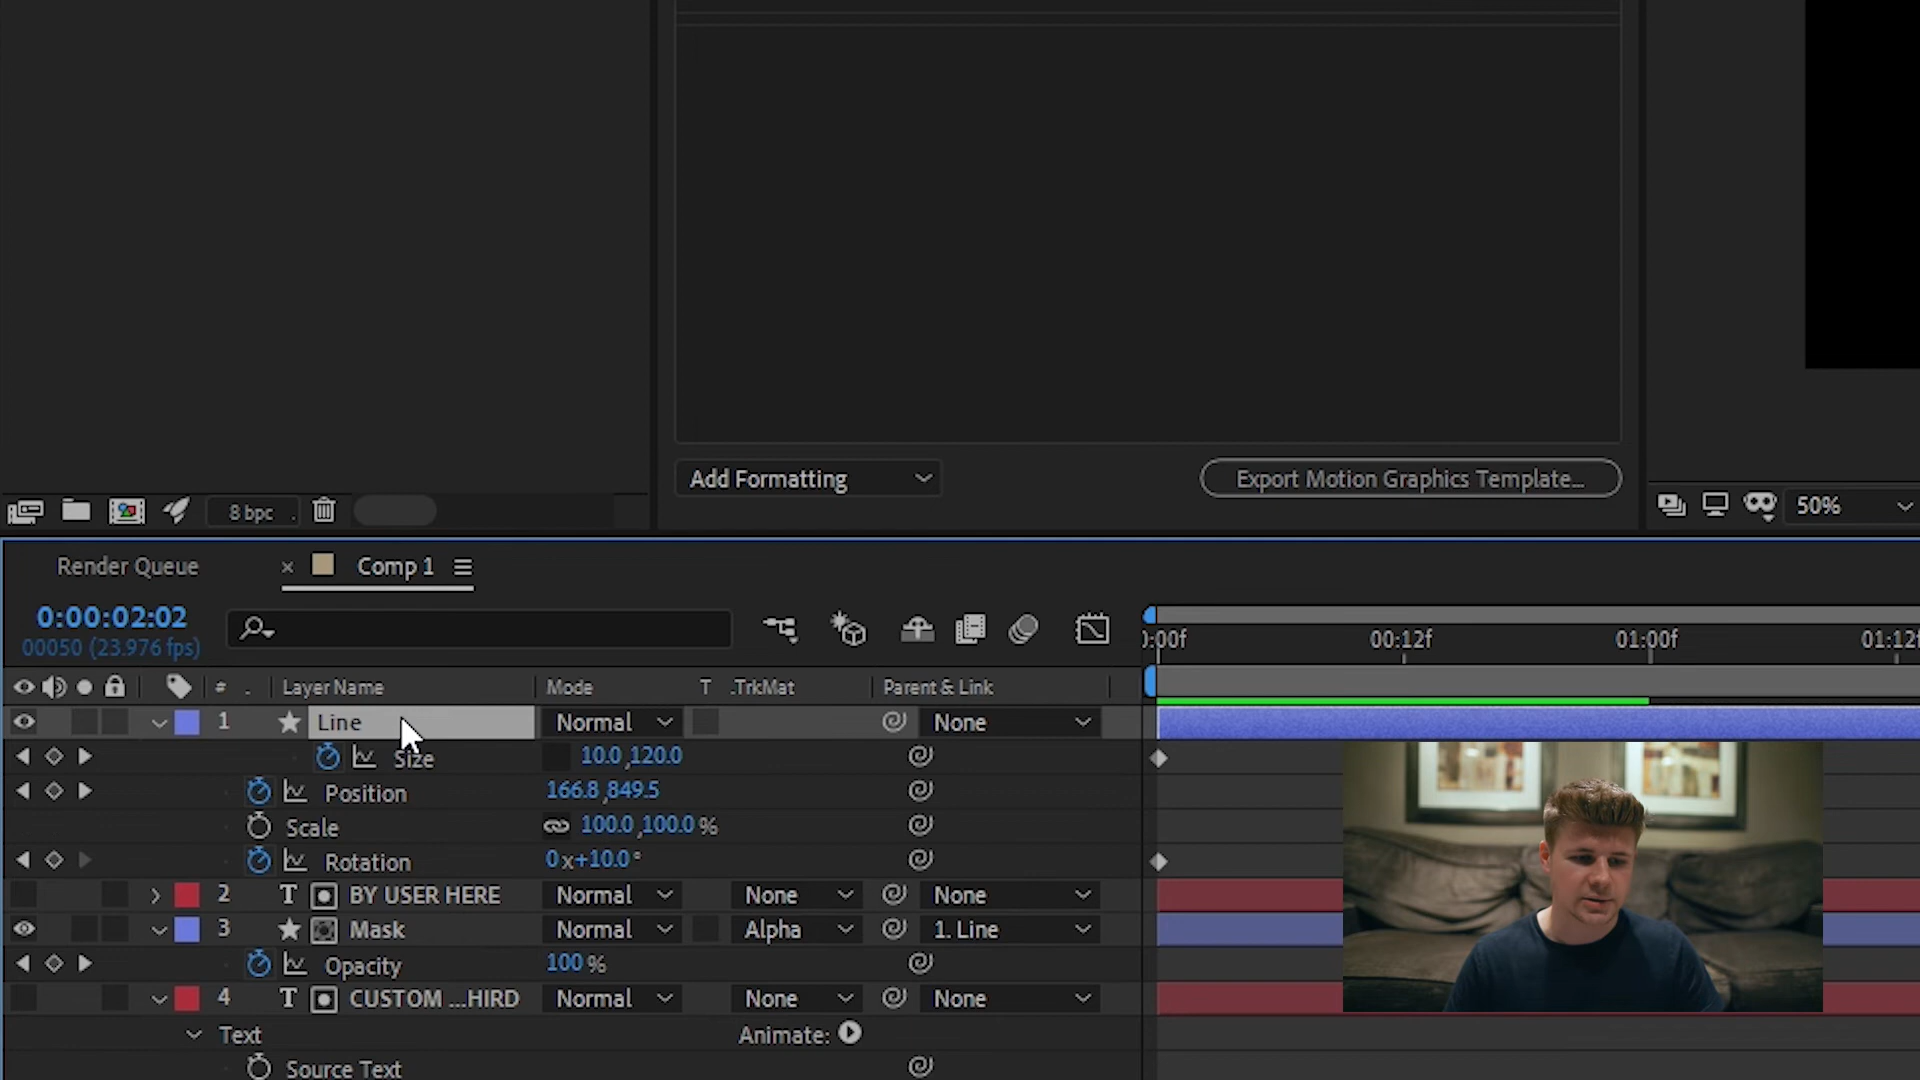 Add Formatting
Export Motion Graphics Template...
8 bpc
50%
Render Queue
× Comp 1
0:00:02:02
00050 (23.976 fps)
:00f 00:12f 01:00f 01:12f
# . Layer Name Mode T .TrkMat Parent & Link
1 Line Normal None
Size 10.0,120.0
Position 166.8,849.5
Scale 100.0,100.0 %
Rotation 0x+10.0°
2 T BY USER HERE Normal None None
3 Mask Normal Alpha 1. Line
Opacity 100 %
4 T CUSTOM ...HIRD Normal None None
Text Animate:
Source Text